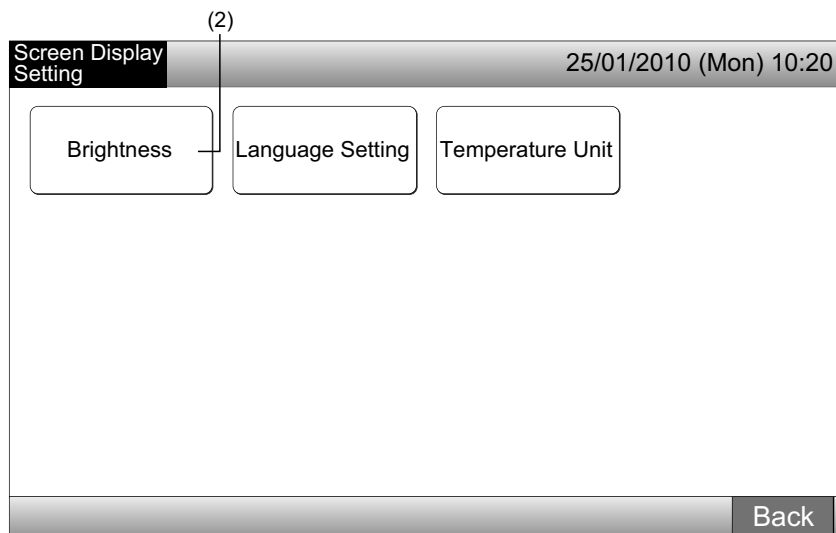 (2)
Screen Display
Setting
25/01/2010 (Mon) 10:20
Brightness
Language Setting
Temperature Unit
Back